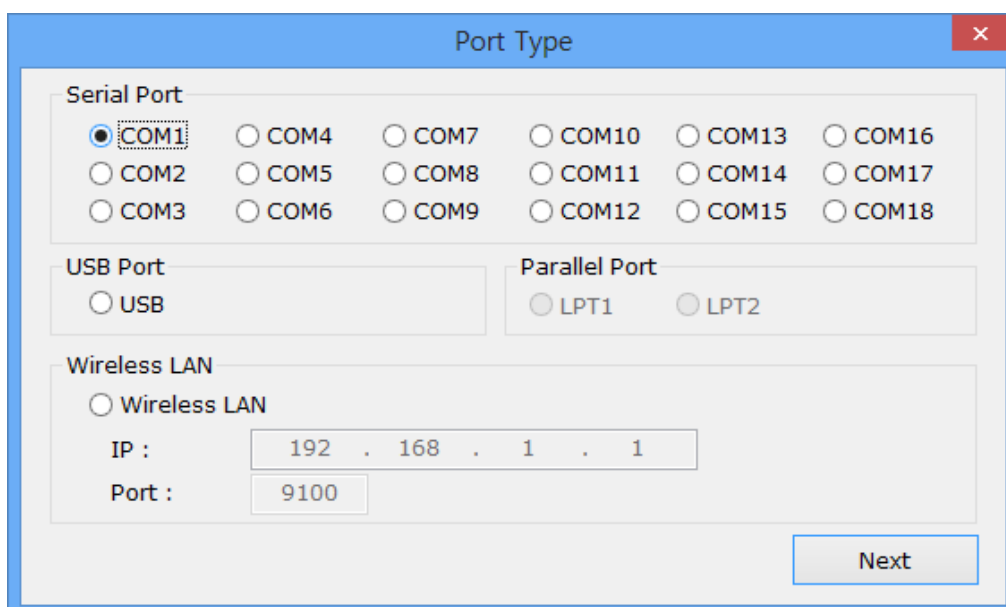 Port Type
Serial Port
COM1 COM4 COM7 COM10 COM13 COM16
COM2 COM5 COM8 COM11 COM14 COM17
COM3 COM6 COM9 COM12 COM15 COM18
USB Port
USB
Parallel Port
LPT1 LPT2
Wireless LAN
Wireless LAN
IP : 192 . 168 . 1 . 1
Port : 9100
Next